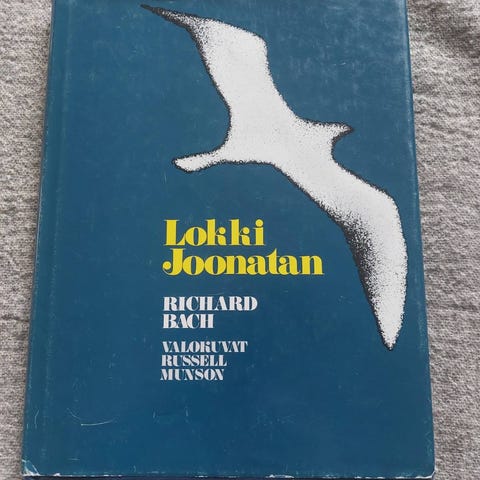 Lokki
Joonatan
RICHARD
BACH
VALOKUVAT
RUSSELL
MUNSON